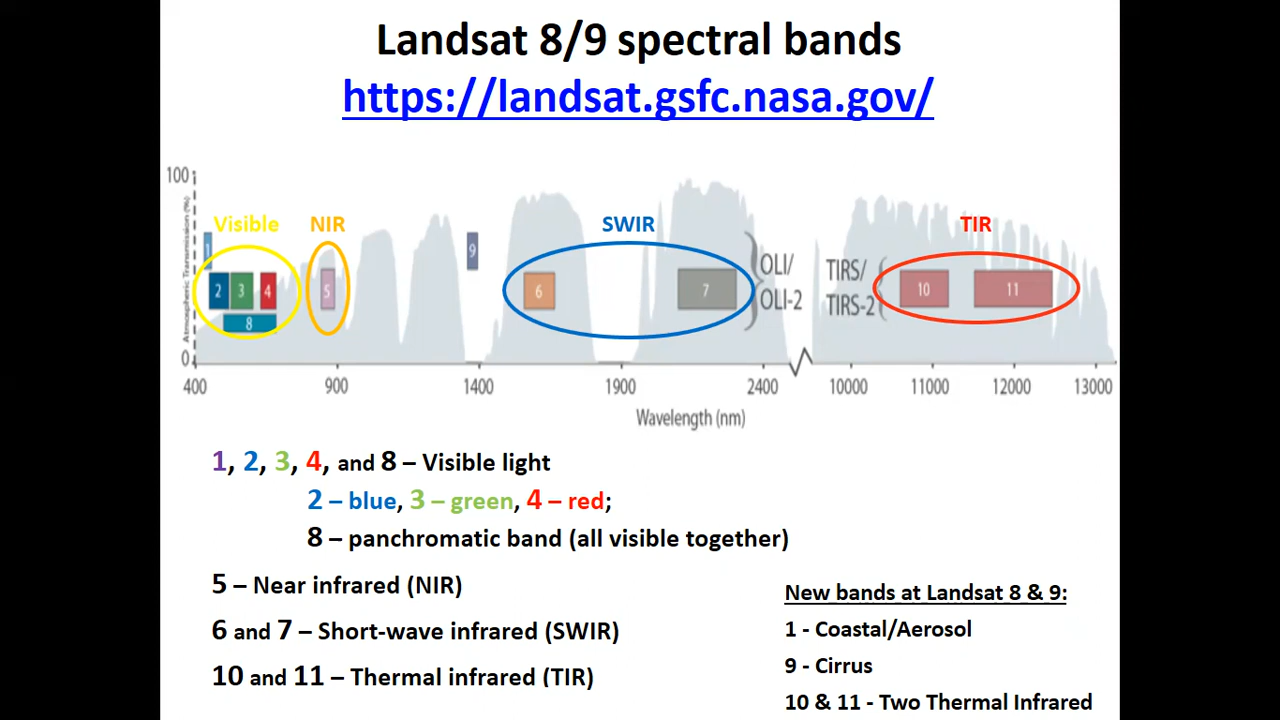 Landsat 8/9 spectral bands
https://landsat.gsfc.nasa.gov/
100
Atmospheric Transmission (%)
0
Visible
NIR
SWIR
TIR
1
2
3
4
8
5
9
6
7
OLI/
OLI-2
TIRS/
TIRS-2
10
11
400 900 1400 1900 2400 10000 11000 12000 13000
Wavelength (nm)
1, 2, 3, 4, and 8 – Visible light
2 – blue, 3 – green, 4 – red;
8 – panchromatic band (all visible together)
5 – Near infrared (NIR)
6 and 7 – Short-wave infrared (SWIR)
10 and 11 – Thermal infrared (TIR)
New bands at Landsat 8 & 9:
1 - Coastal/Aerosol
9 - Cirrus
10 & 11 - Two Thermal Infrared